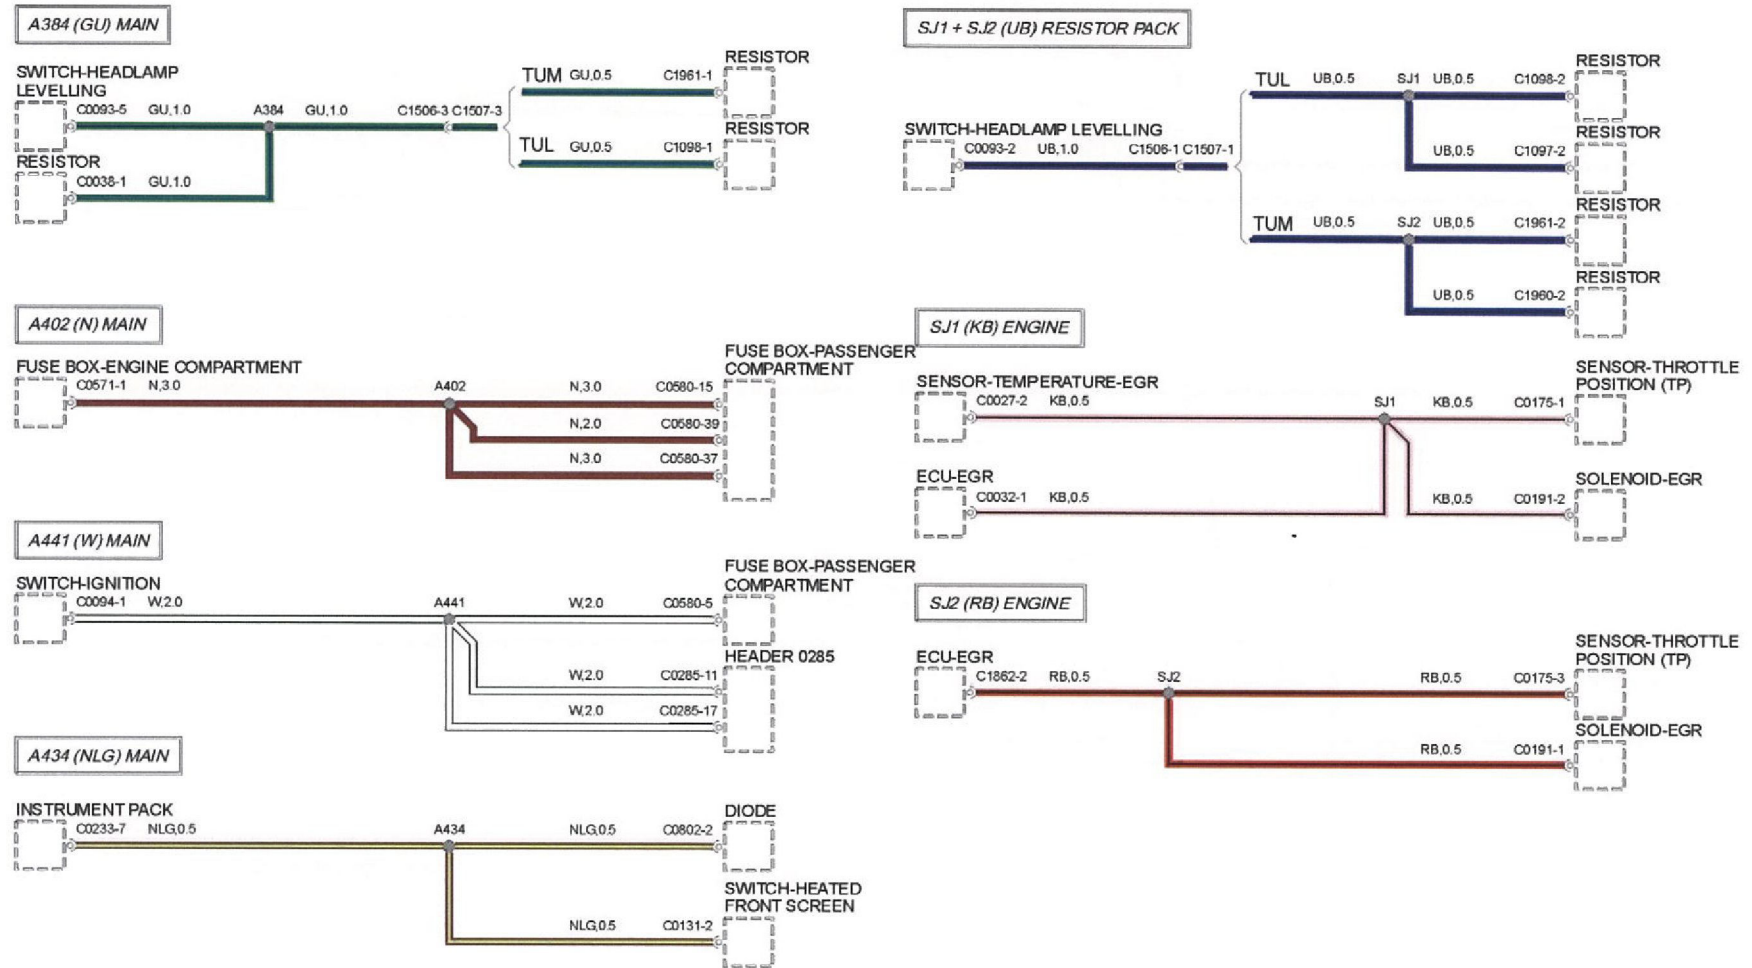 A384 (GU) MAIN
SWITCH-HEADLAMP
LEVELLING
C0093-5 GU,1.0 A384 GU,1.0 C1506-3 C1507-3
RESISTOR
C0038-1 GU,1.0
TUM GU,0.5 C1961-1
RESISTOR
TUL GU,0.5 C1098-1
RESISTOR
A402 (N) MAIN
FUSE BOX-ENGINE COMPARTMENT
C0571-1 N,3.0 A402 N,3.0 C0580-15
FUSE BOX-PASSENGER
COMPARTMENT
N,2.0 C0580-39
N,3.0 C0580-37
A441 (W) MAIN
SWITCH-IGNITION
C0094-1 W,2.0 A441 W,2.0 C0580-5
FUSE BOX-PASSENGER
COMPARTMENT
HEADER 0285
W,2.0 C0285-11
W,2.0 C0285-17
A434 (NLG) MAIN
INSTRUMENT PACK
C0233-7 NLG,0.5 A434 NLG,0.5 C0802-2
DIODE
SWITCH-HEATED
FRONT SCREEN
NLG,0.5 C0131-2
SJ1 + SJ2 (UB) RESISTOR PACK
SWITCH-HEADLAMP LEVELLING
C0093-2 UB,1.0 C1506-1 C1507-1
TUL UB,0.5 SJ1 UB,0.5 C1098-2
RESISTOR
UB,0.5 C1097-2
RESISTOR
TUM UB,0.5 SJ2 UB,0.5 C1961-2
RESISTOR
UB,0.5 C1960-2
RESISTOR
SJ1 (KB) ENGINE
SENSOR-TEMPERATURE-EGR
C0027-2 KB,0.5 SJ1 KB,0.5 C0175-1
SENSOR-THROTTLE
POSITION (TP)
ECU-EGR
C0032-1 KB,0.5
KB,0.5 C0191-2
SOLENOID-EGR
SJ2 (RB) ENGINE
ECU-EGR
C1862-2 RB,0.5 SJ2 RB,0.5 C0175-3
SENSOR-THROTTLE
POSITION (TP)
SOLENOID-EGR
RB,0.5 C0191-1